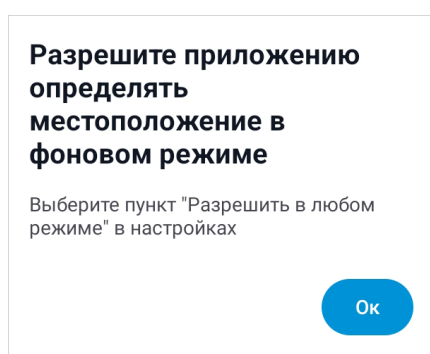 Разрешите приложению
определять
местоположение в
фоновом режиме
Выберите пункт "Разрешить в любом
режиме" в настройках
Ок